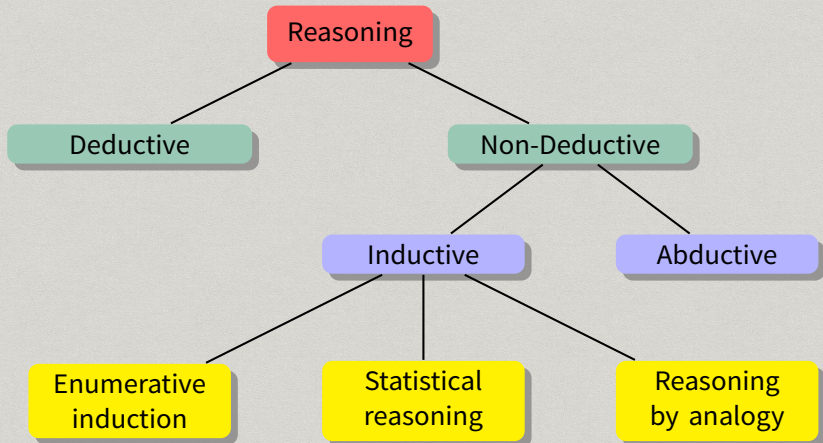 Reasoning
Deductive
Non-Deductive
Inductive
Abductive
Enumerative
induction
Statistical
reasoning
Reasoning
by analogy